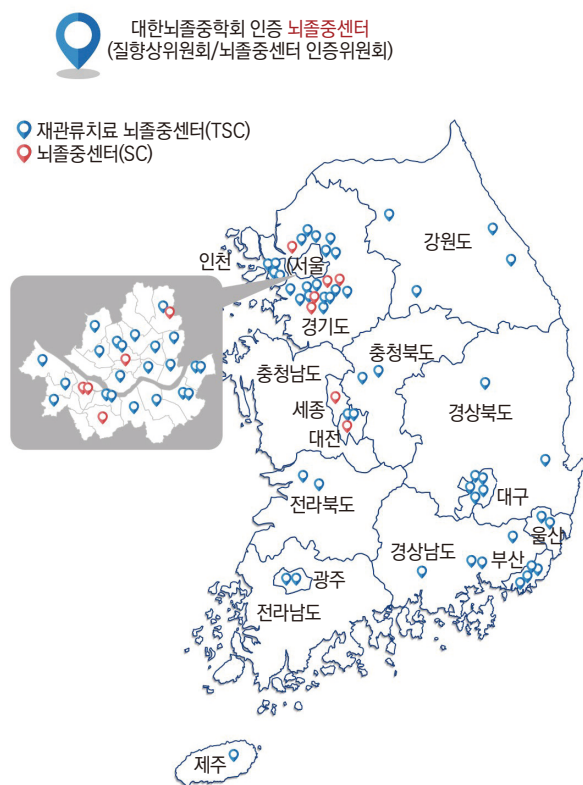 대한뇌졸중학회 인증 뇌졸중센터
(질향상위원회/뇌졸중센터 인증위원회)
재관류치료 뇌졸중센터(TSC)
뇌졸중센터(SC)
강원도
인천
서울
경기도
충청북도
충청남도
세종
경상북도
대전
대구
전라북도
울산
경상남도
부산
광주
전라남도
제주